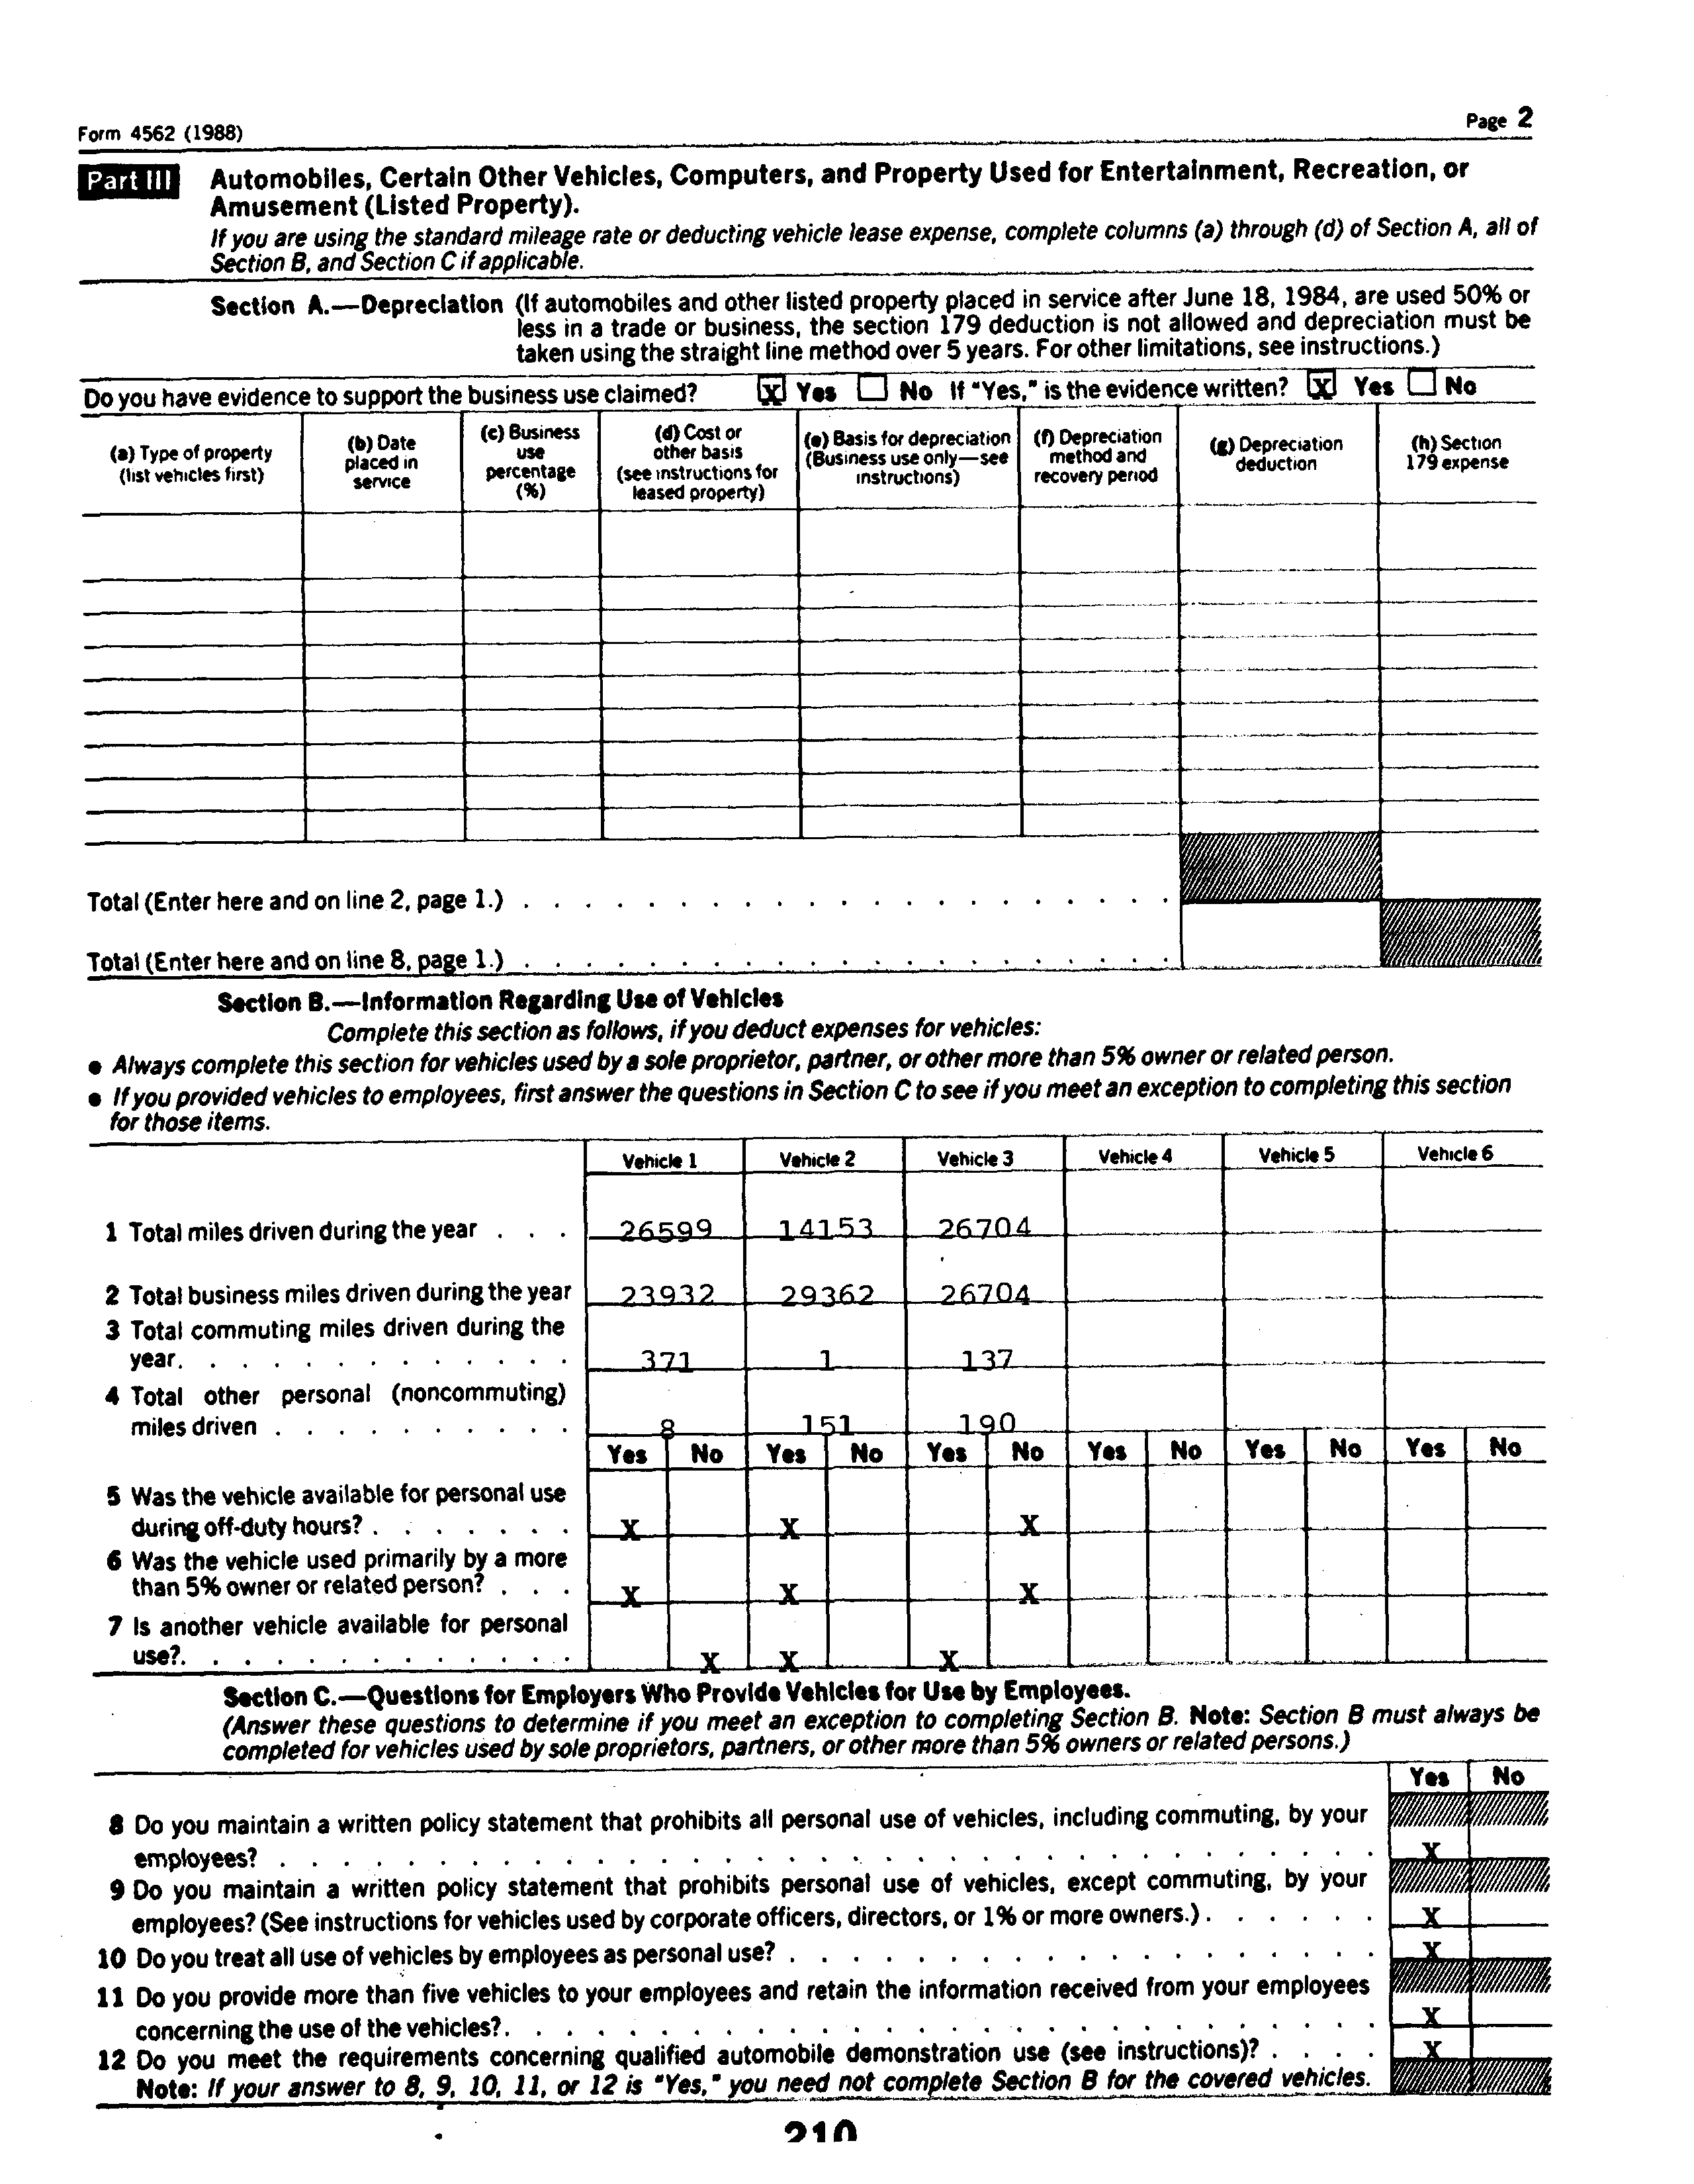 Form 4562 (1988)
Page 2
Part III
Automobiles, Certain Other Vehicles, Computers, and Property Used for Entertainment, Recreation, or
Amusement (Listed Property).
If you are using the standard mileage rate or deducting vehicle lease expense, complete columns (a) through (d) of Section A, all of
Section B, and Section C if applicable.
Section A.—Depreciation (If automobiles and other listed property placed in service after June 18, 1984, are used 50% or
less in a trade or business, the section 179 deduction is not allowed and depreciation must be
taken using the straight line method over 5 years. For other limitations, see instructions.)
Do you have evidence to support the business use claimed? X Yes No If "Yes," is the evidence written? X Yes No
(a) Type of property
(list vehicles first)
(b) Date
placed in
service
(c) Business
use
percentage
(%)
(d) Cost or
other basis
(see instructions for
leased property)
(e) Basis for depreciation
(Business use only—see
instructions)
(f) Depreciation
method and
recovery period
(g) Depreciation
deduction
(h) Section
179 expense
Total (Enter here and on line 2, page 1.) . . . . . . . . . . . . . . . . . . . . .
Total (Enter here and on line 8, page 1.) . . . . . . . . . . . . . . . . . . . . .
Section B.—Information Regarding Use of Vehicles
Complete this section as follows, if you deduct expenses for vehicles:
● Always complete this section for vehicles used by a sole proprietor, partner, or other more than 5% owner or related person.
● If you provided vehicles to employees, first answer the questions in Section C to see if you meet an exception to completing this section
for those items.
Vehicle 1 Vehicle 2 Vehicle 3 Vehicle 4 Vehicle 5 Vehicle 6
1 Total miles driven during the year . . . 26599 14153 26704
2 Total business miles driven during the year 23932 29362 26704
3 Total commuting miles driven during the
year. . . . . . . . . . . . . . 371 1 137
4 Total other personal (noncommuting)
miles driven . . . . . . . . . . 8 151 190
Yes No Yes No Yes No Yes No Yes No Yes No
5 Was the vehicle available for personal use
during off-duty hours? . . . . . . . X X X
6 Was the vehicle used primarily by a more
than 5% owner or related person? . . . X X X
7 Is another vehicle available for personal
use?. . . . . . . . . . . . . . X X X
Section C.—Questions for Employers Who Provide Vehicles for Use by Employees.
(Answer these questions to determine if you meet an exception to completing Section B. Note: Section B must always be
completed for vehicles used by sole proprietors, partners, or other more than 5% owners or related persons.)
Yes No
8 Do you maintain a written policy statement that prohibits all personal use of vehicles, including commuting, by your
employees? . . . . . . . . . . . . . . . . . . . . . . . . . . X
9 Do you maintain a written policy statement that prohibits personal use of vehicles, except commuting, by your
employees? (See instructions for vehicles used by corporate officers, directors, or 1% or more owners.) . . . . . . X
10 Do you treat all use of vehicles by employees as personal use? . . . . . . . . . . . . . . . . . . . X
11 Do you provide more than five vehicles to your employees and retain the information received from your employees
concerning the use of the vehicles?. . . . . . . . . . . . . . . . . . . . . . . . . . . . X
12 Do you meet the requirements concerning qualified automobile demonstration use (see instructions)? . . . . X
Note: If your answer to 8, 9, 10, 11, or 12 is "Yes," you need not complete Section B for the covered vehicles.
210